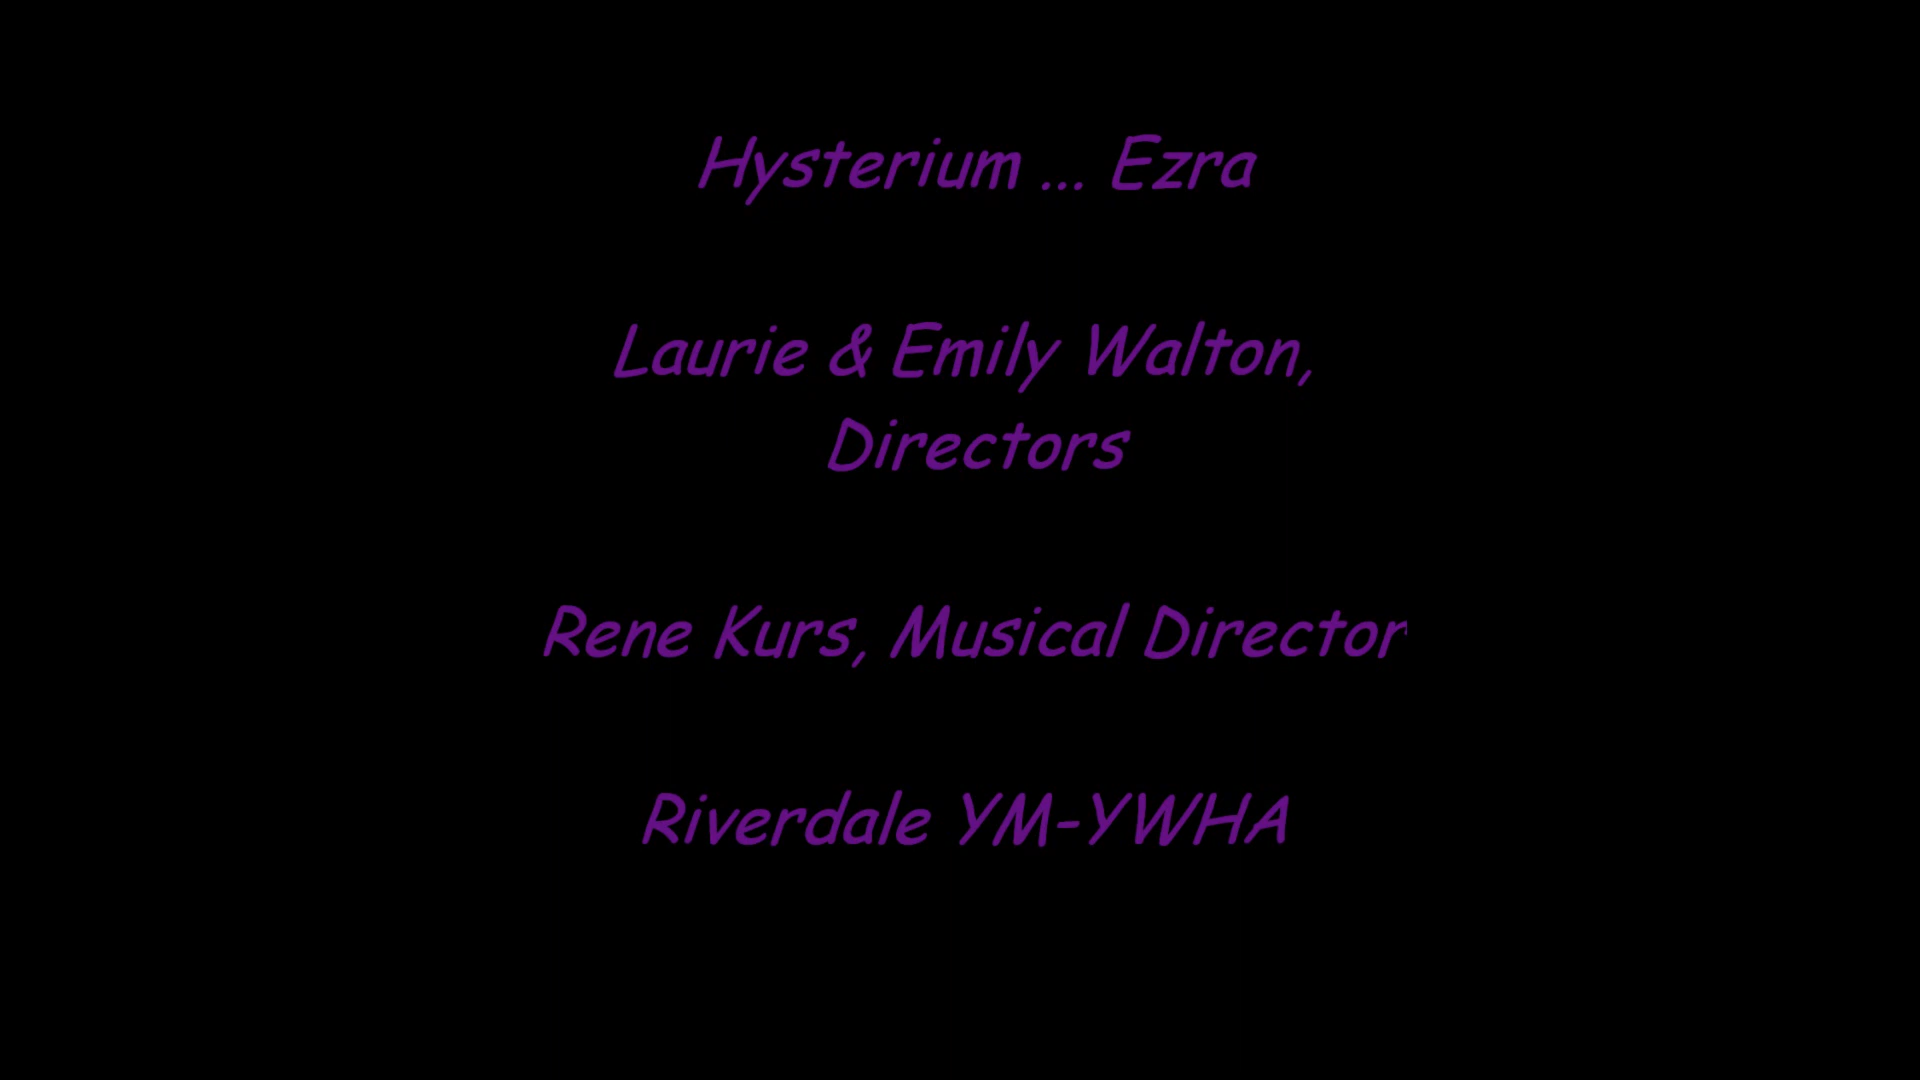 Hysterium ... Ezra
Laurie & Emily Walton,
Directors
Rene Kurs, Musical Director
Riverdale YM-YWHA